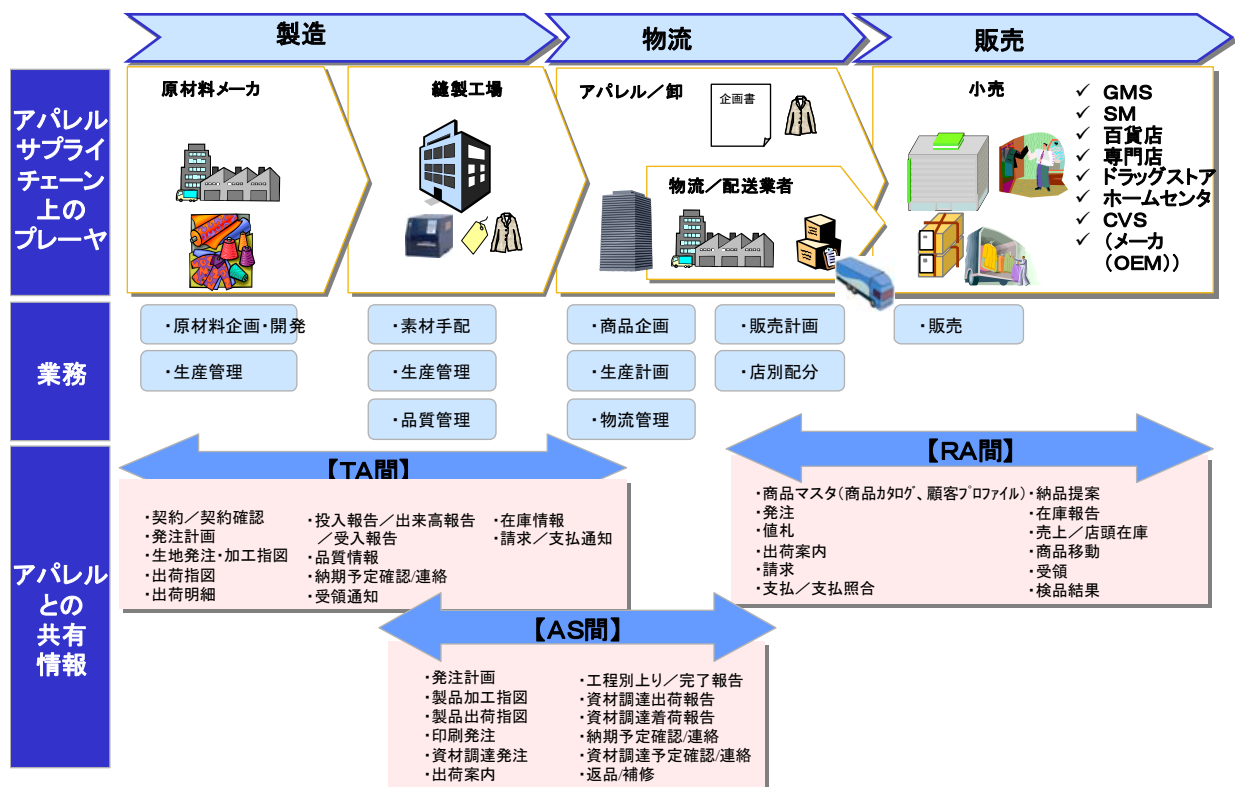 製造
物流
販売
アパレル
サプライ
チェーン
上の
プレーヤ
原材料メーカ
縫製工場
アパレル／卸
企画書
物流／配送業者
小売
✓ GMS
✓ SM
✓ 百貨店
✓ 専門店
✓ ドラッグストア
✓ ホームセンタ
✓ CVS
✓ （メーカ
（OEM））
業務
・原材料企画・開発
・生産管理
・素材手配
・生産管理
・品質管理
・商品企画
・生産計画
・物流管理
・販売計画
・店別配分
・販売
アパレル
との
共有
情報
【TA間】
・契約／契約確認
・発注計画
・生地発注・加工指図
・出荷指図
・出荷明細
・投入報告／出来高報告
／受入報告
・品質情報
・納期予定確認/連絡
・受領通知
・在庫情報
・請求／支払通知
【RA間】
・商品マスタ（商品ｶﾀﾛｸﾞ、顧客ﾌﾟﾛﾌｧｲﾙ）
・発注
・値札
・出荷案内
・請求
・支払／支払照合
・納品提案
・在庫報告
・売上／店頭在庫
・商品移動
・受領
・検品結果
【AS間】
・発注計画
・製品加工指図
・製品出荷指図
・印刷発注
・資材調達発注
・出荷案内
・工程別上り／完了報告
・資材調達出荷報告
・資材調達着荷報告
・納期予定確認/連絡
・資材調達予定確認/連絡
・返品/補修